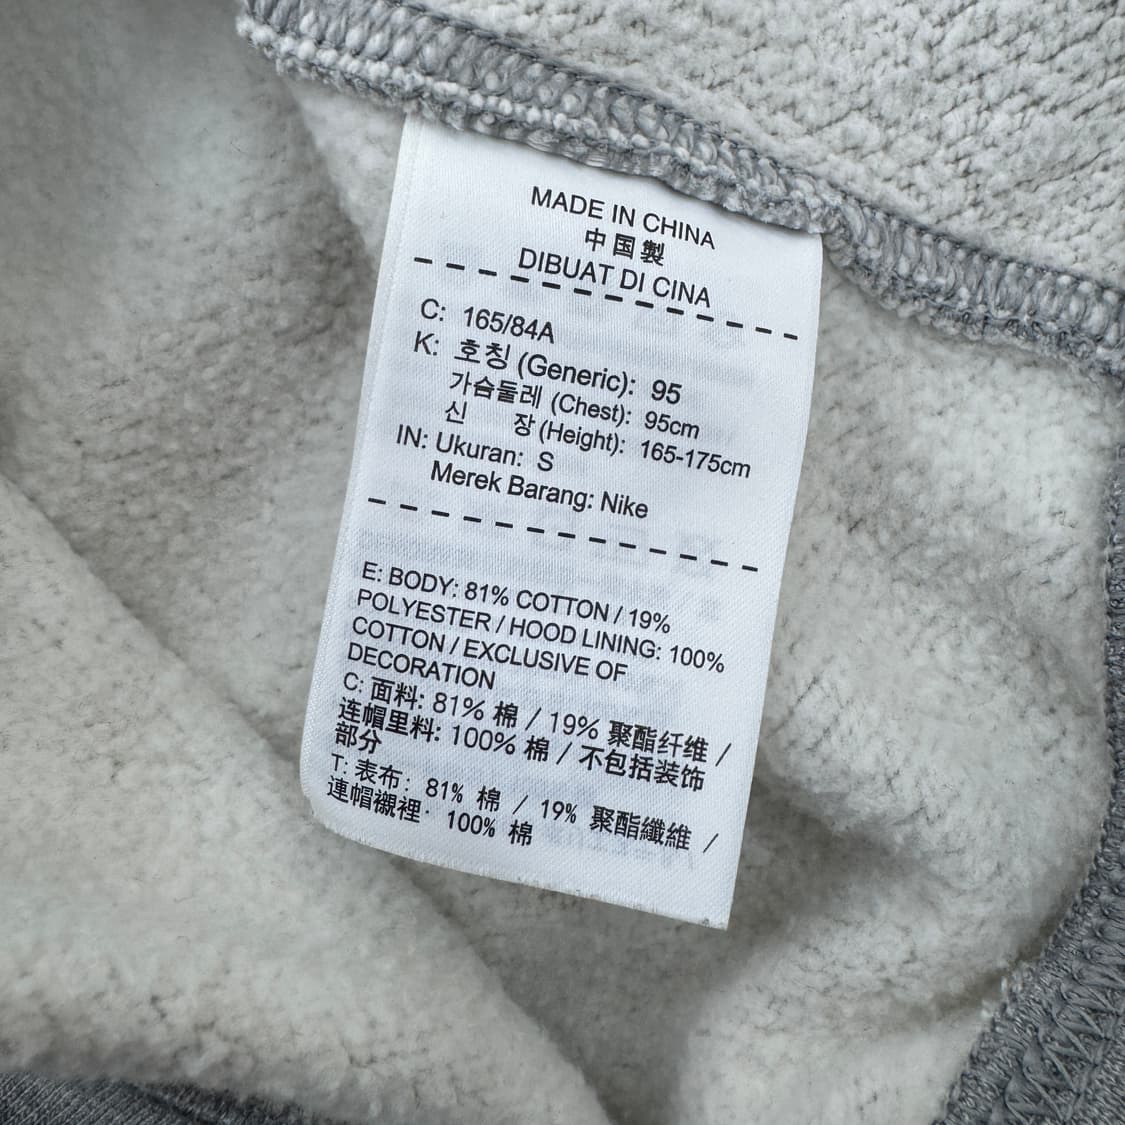 MADE IN CHINA
中国製
DIBUAT DI CINA
C: 165/84A
K: 호칭 (Generic): 95
가슴둘레 (Chest): 95cm
신 장 (Height): 165-175cm
IN: Ukuran: S
Merek Barang: Nike
E: BODY: 81% COTTON / 19%
POLYESTER / HOOD LINING: 100%
COTTON / EXCLUSIVE OF
DECORATION
C: 面料: 81% 棉 / 19% 聚酯纤维 /
连帽里料: 100% 棉 / 不包括装饰
部分
T: 表布: 81% 棉 / 19% 聚酯纖維 /
連帽襯裡: 100% 棉